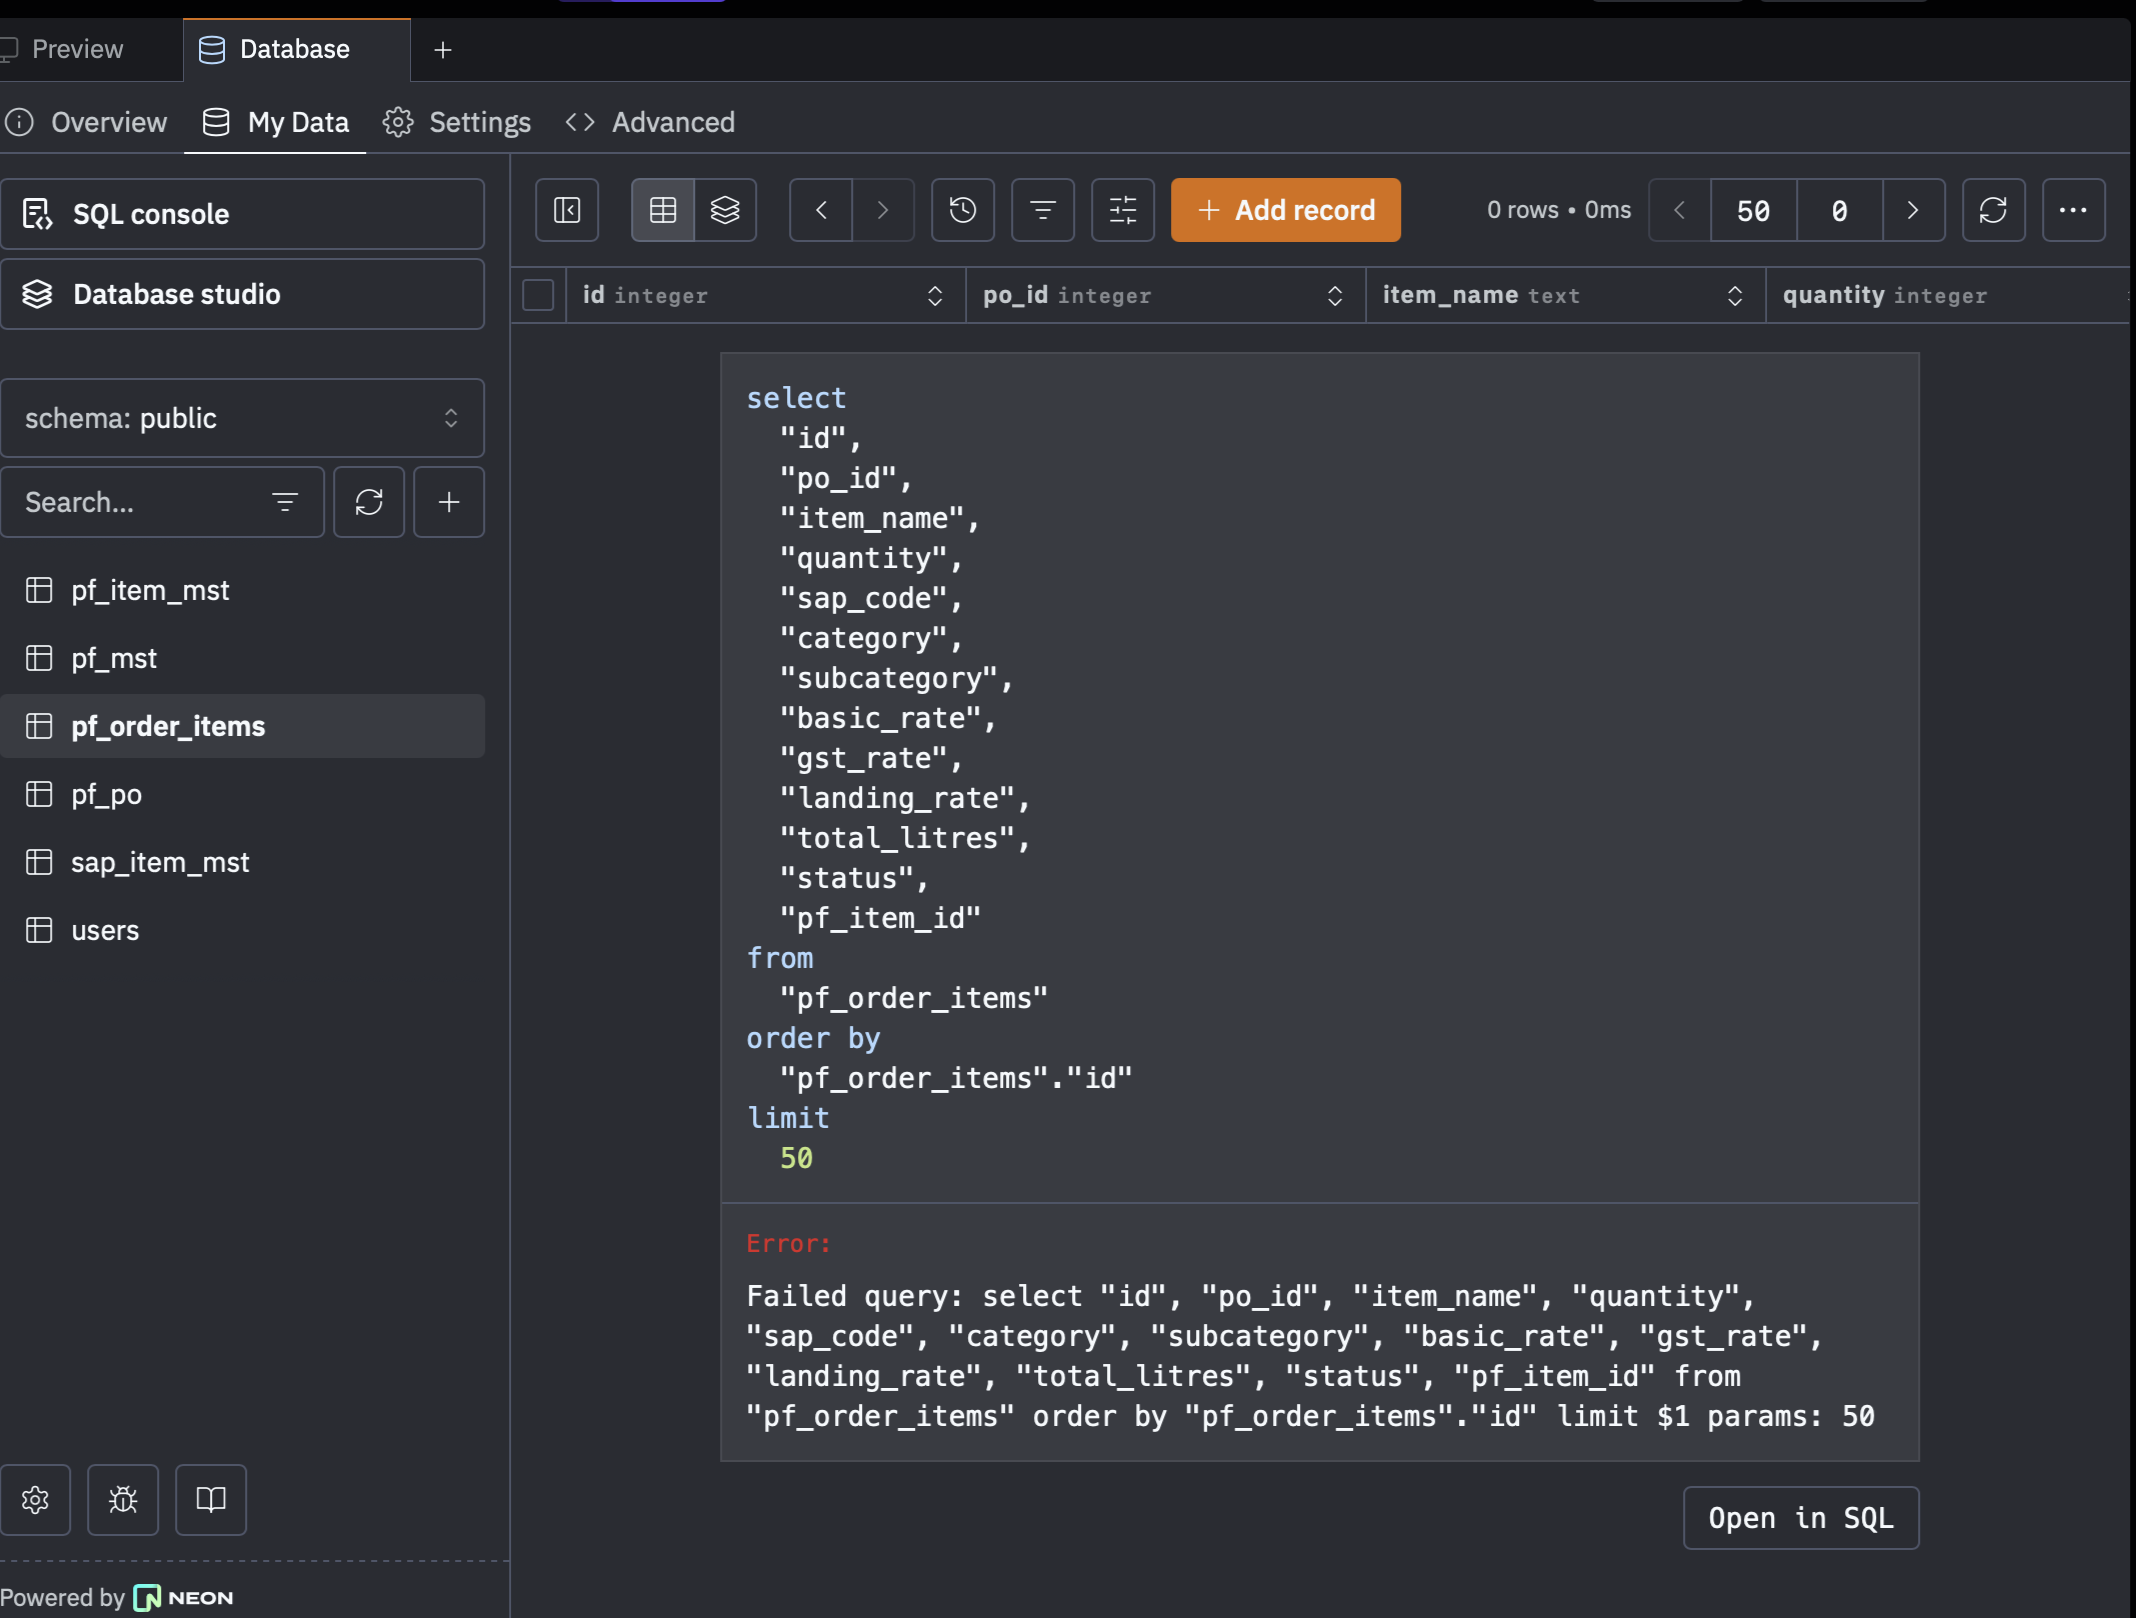 Preview
Database
Overview
My Data
Settings
Advanced
SQL console
Database studio
schema: public
Search...
pf_item_mst
pf_mst
pf_order_items
pf_po
sap_item_mst
users
Powered by NEON
Add record
0 rows • 0ms
50
0
id integer
po_id integer
item_name text
quantity integer
select
"id",
"po_id",
"item_name",
"quantity",
"sap_code",
"category",
"subcategory",
"basic_rate",
"gst_rate",
"landing_rate",
"total_litres",
"status",
"pf_item_id"
from
"pf_order_items"
order by
"pf_order_items"."id"
limit
50
Error:
Failed query: select "id", "po_id", "item_name", "quantity",
"sap_code", "category", "subcategory", "basic_rate", "gst_rate",
"landing_rate", "total_litres", "status", "pf_item_id" from
"pf_order_items" order by "pf_order_items"."id" limit $1 params: 50
Open in SQL